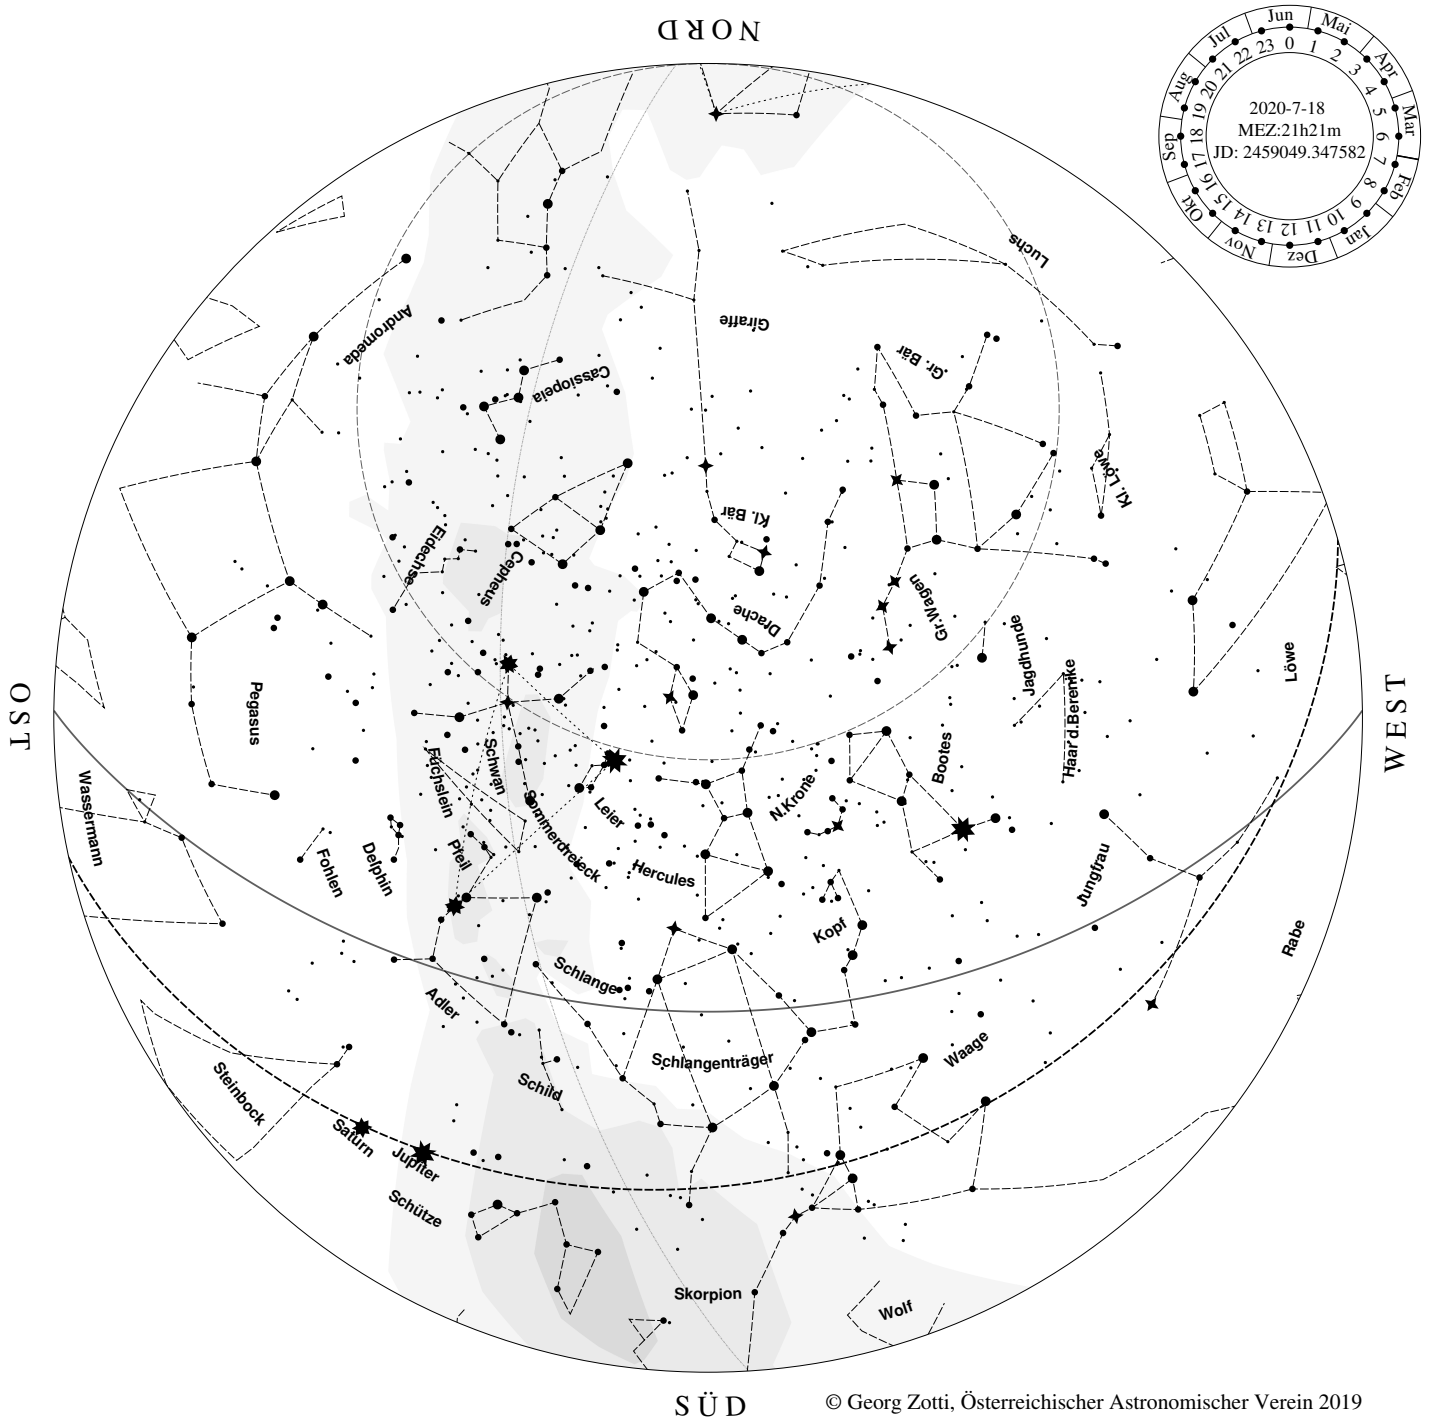 NORD
Jun
Mai
Apr
Mar
Feb
Jan
Dez
Nov
Okt
Sep
Aug
Jul
0 1 2 3 4 5 6 7 8 9 10 11 12 13 14 15 16 17 18 19 20 21 22 23
2020-7-18
MEZ:21h21m
JD: 2459049.347582
Luchs
Giraffe
Andromeda
Gr. Bär
Cassiopeia
Kl. Löwe
Kl. Bär
Eidechse
Cepheus
Drache
Gr.Wagen
Jagdhunde
Haar d.Berenike
Löwe
OST
WEST
Pegasus
Schwan
Füchslein
Bootes
Wassermann
N.Krone
Leier
Sommerdreieck
Pfeil
Delphin
Fohlen
Hercules
Jungfrau
Kopf
Rabe
Schlange
Adler
Schlangenträger
Waage
Schild
Steinbock
Saturn
Jupiter
Schütze
Skorpion
Wolf
SÜD
© Georg Zotti, Österreichischer Astronomischer Verein 2019